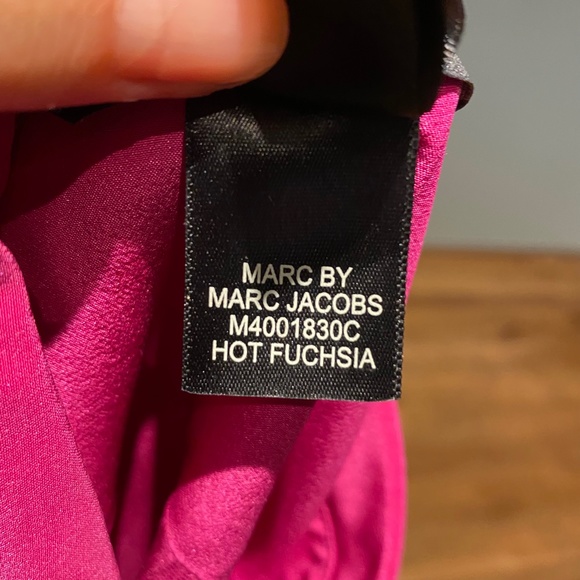 MARC BY
MARC JACOBS
M4001830C
HOT FUCHSIA